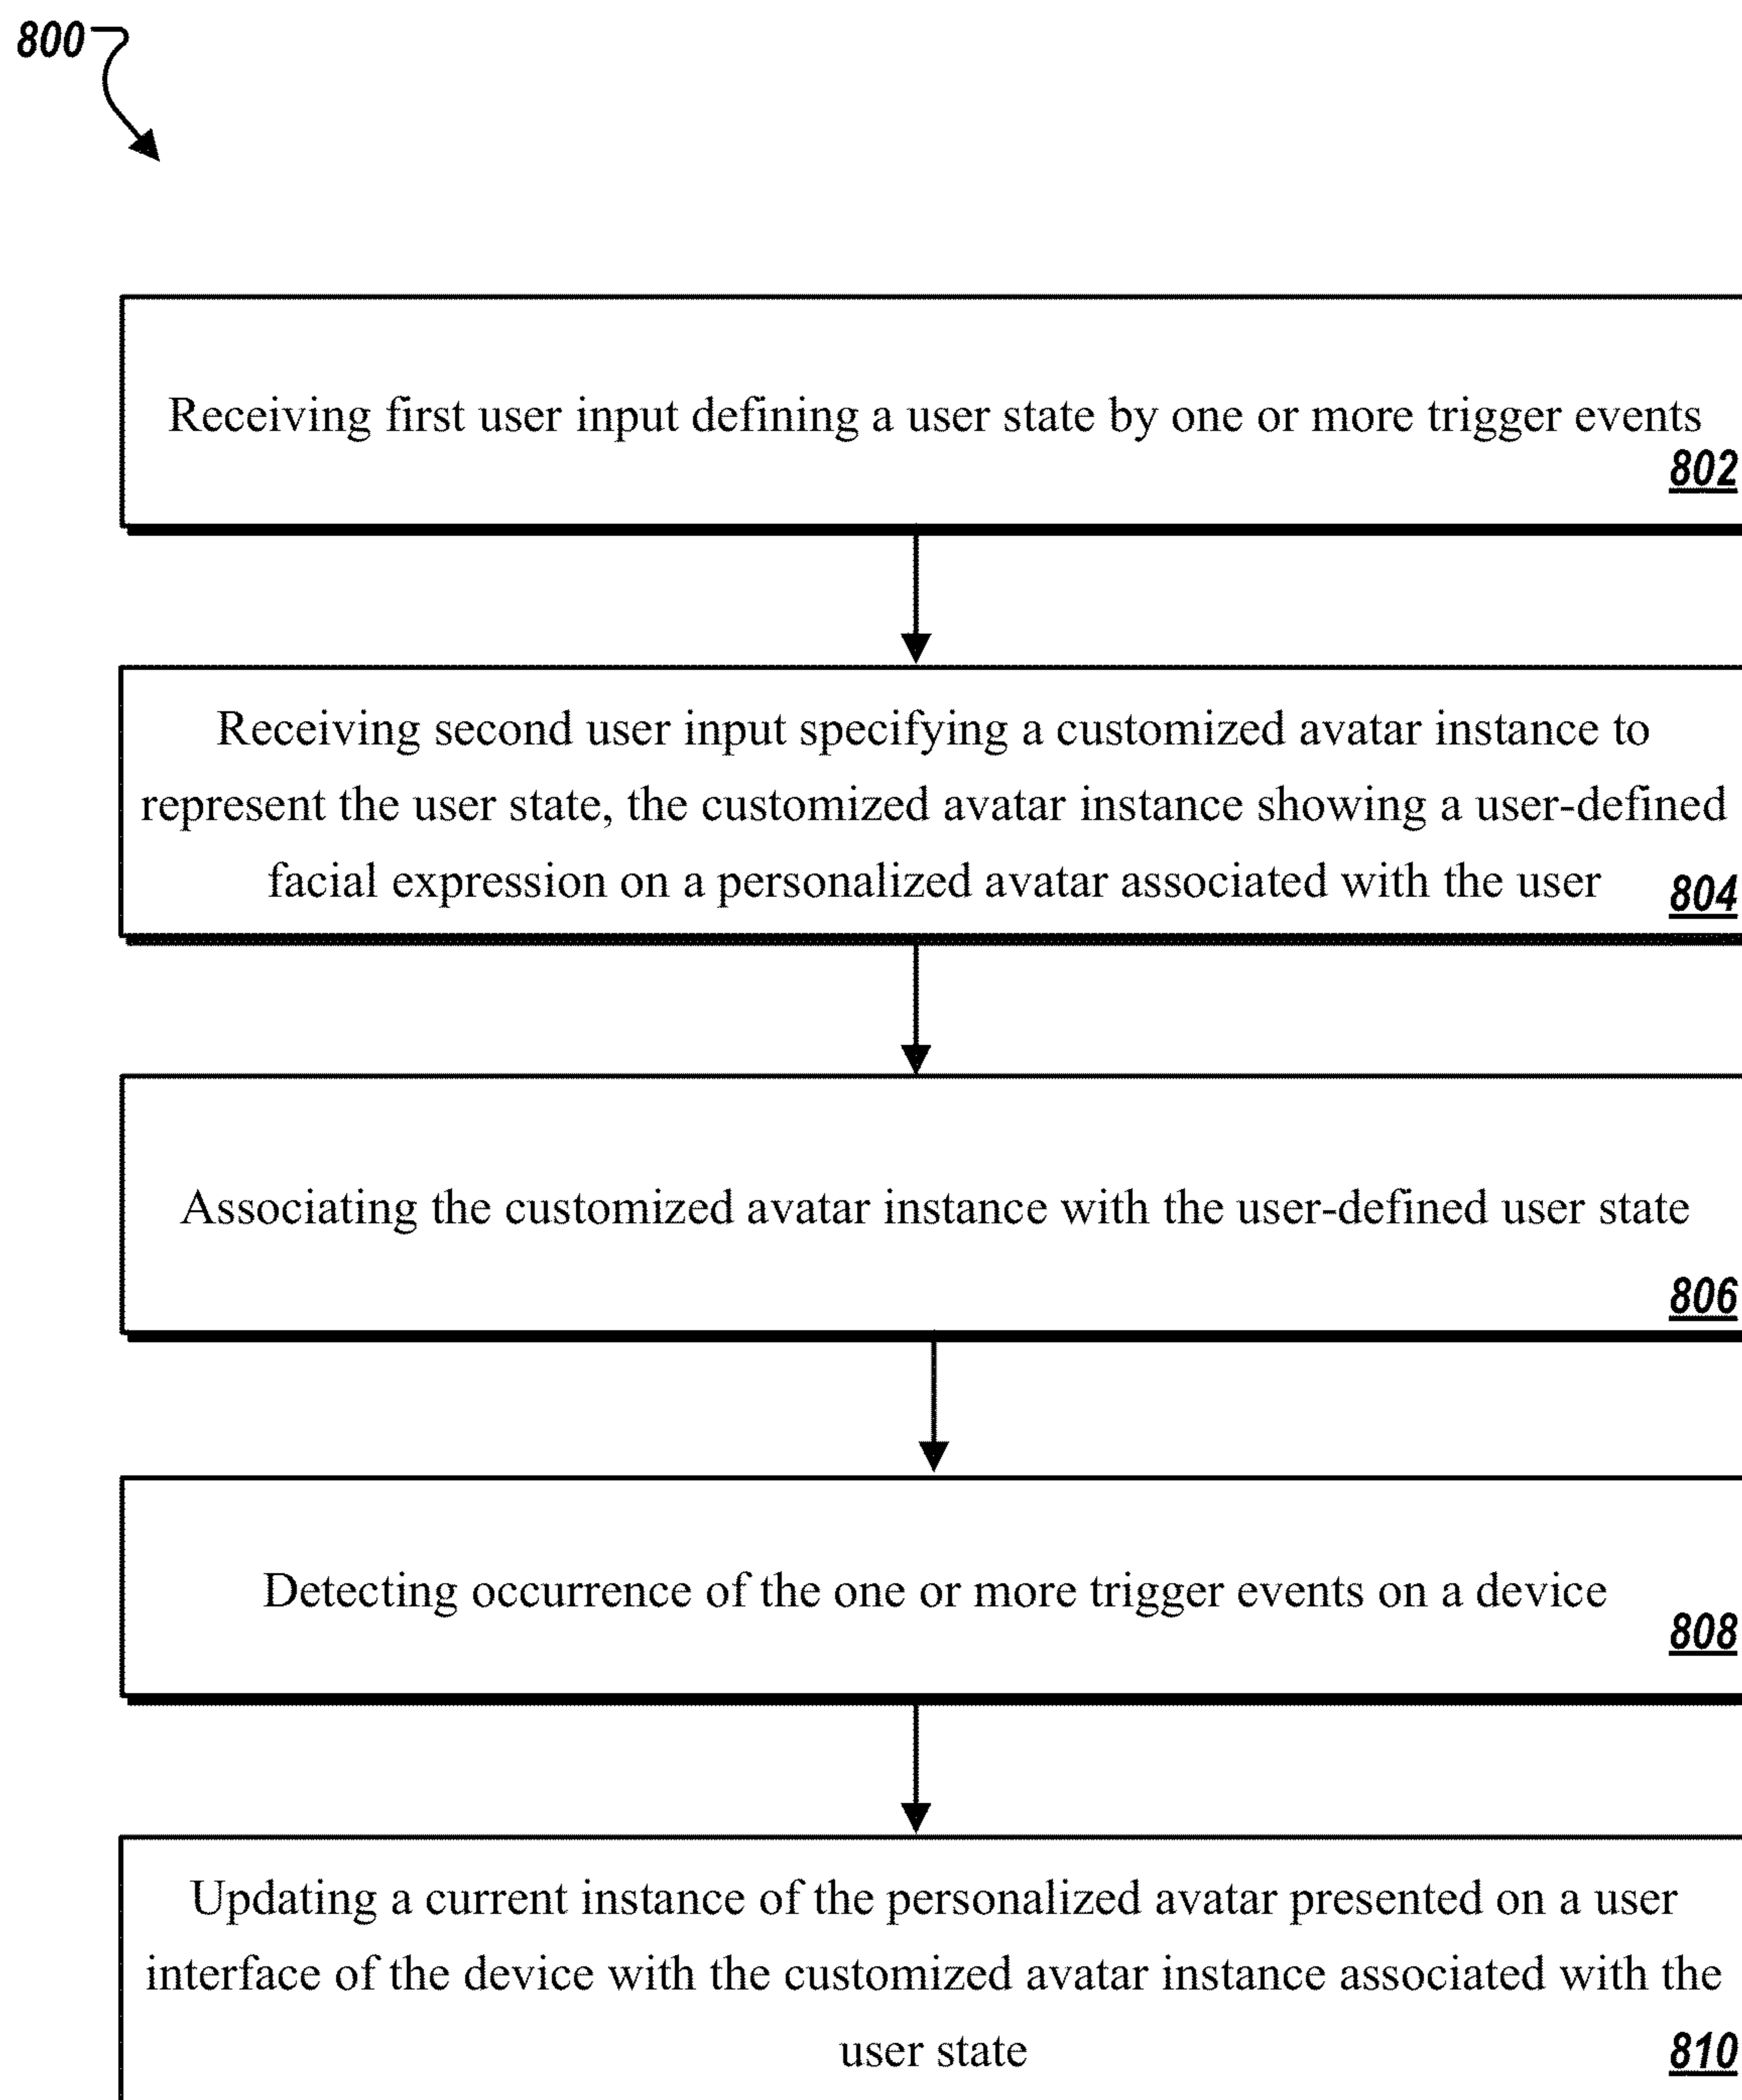 800
Receiving first user input defining a user state by one or more trigger events
802
Receiving second user input specifying a customized avatar instance to
represent the user state, the customized avatar instance showing a user-defined
facial expression on a personalized avatar associated with the user
804
Associating the customized avatar instance with the user-defined user state
806
Detecting occurrence of the one or more trigger events on a device
808
Updating a current instance of the personalized avatar presented on a user
interface of the device with the customized avatar instance associated with the
user state
810